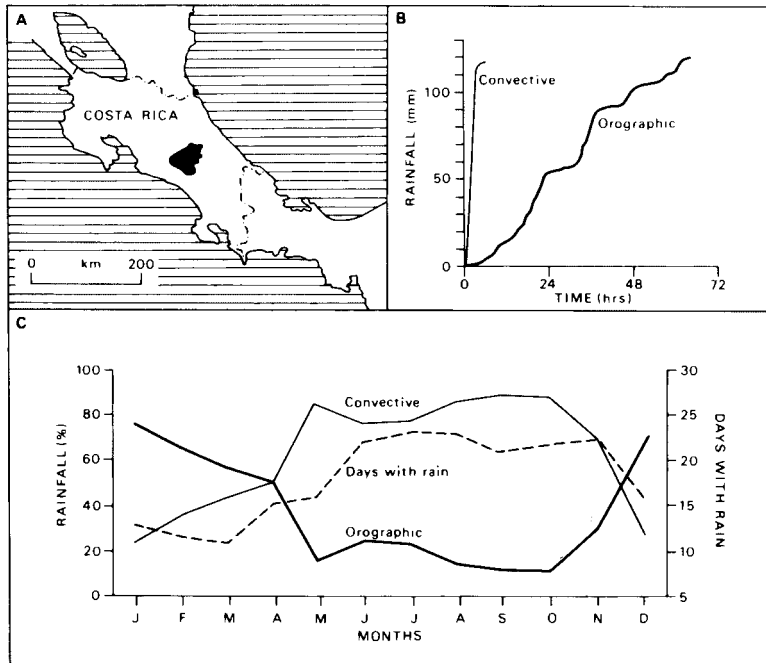 A
COSTA RICA
0 km 200
B
RAINFALL (mm)
100
50
0
Convective
Orographic
0 24 48 72
TIME (hrs)
C
RAINFALL (%)
100
80
60
40
20
0
Convective
Days with rain
Orographic
30
25
20
15
10
5
DAYS WITH RAIN
J F M A M J J A S O N D
MONTHS